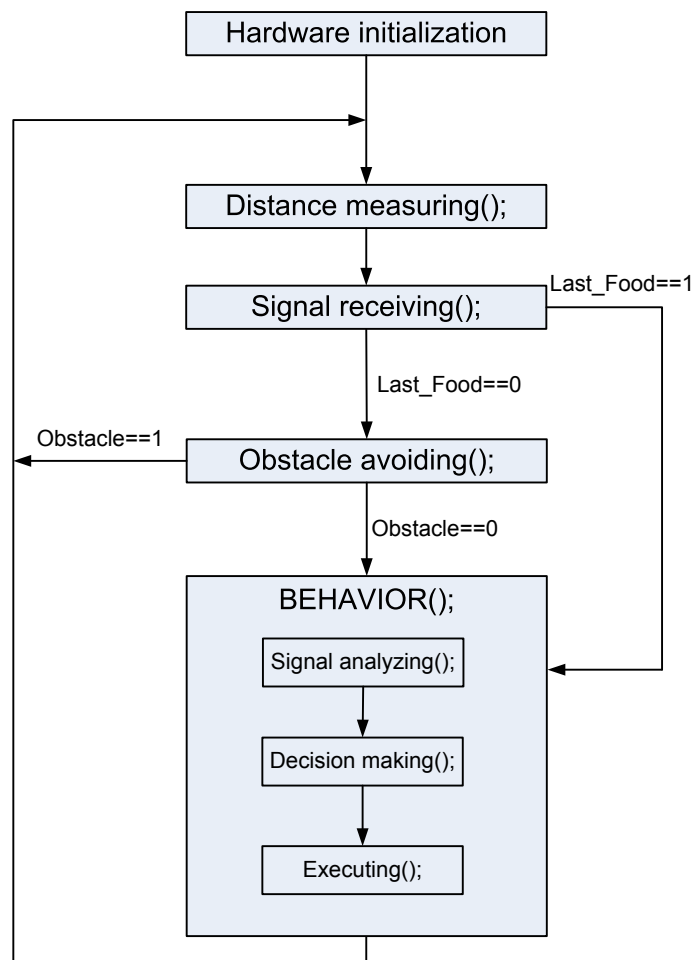 Hardware initialization
Distance measuring();
Last_Food==1
Signal receiving();
Last_Food==0
Obstacle==1
Obstacle avoiding();
Obstacle==0
BEHAVIOR();
Signal analyzing();
Decision making();
Executing();